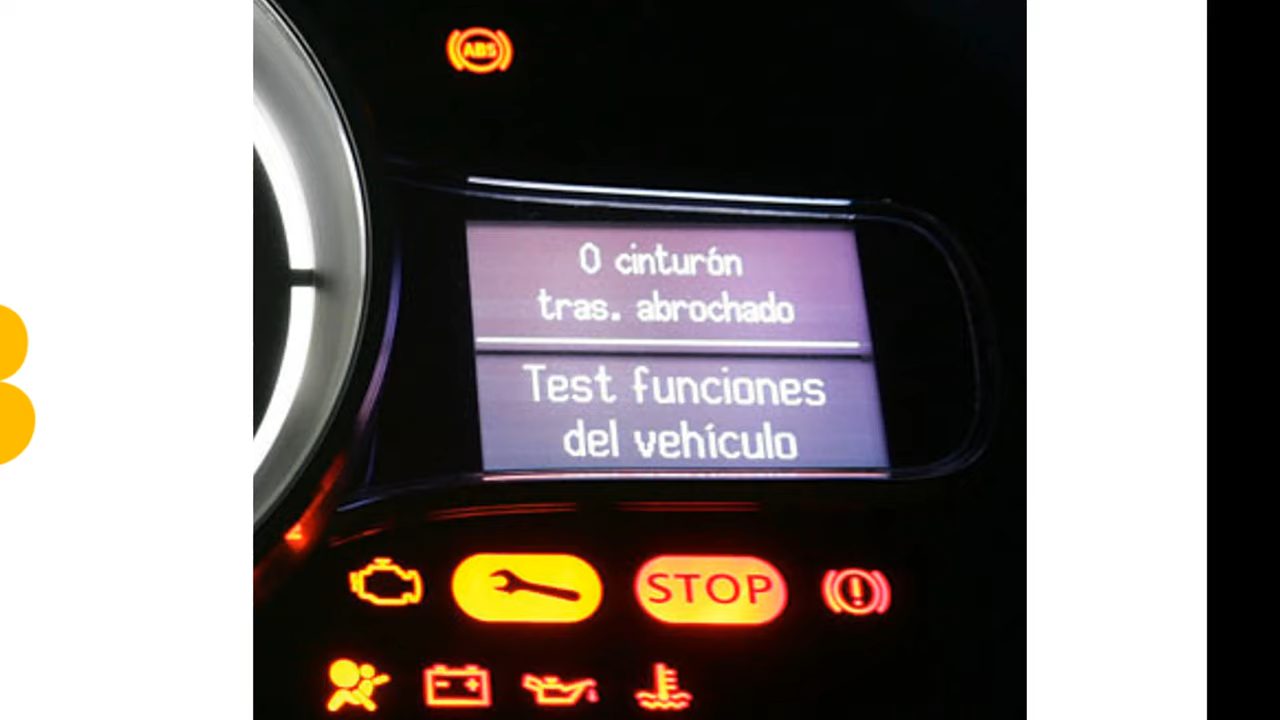 ABS
0 cinturón
tras. abrochado
Test funciones
del vehículo
STOP